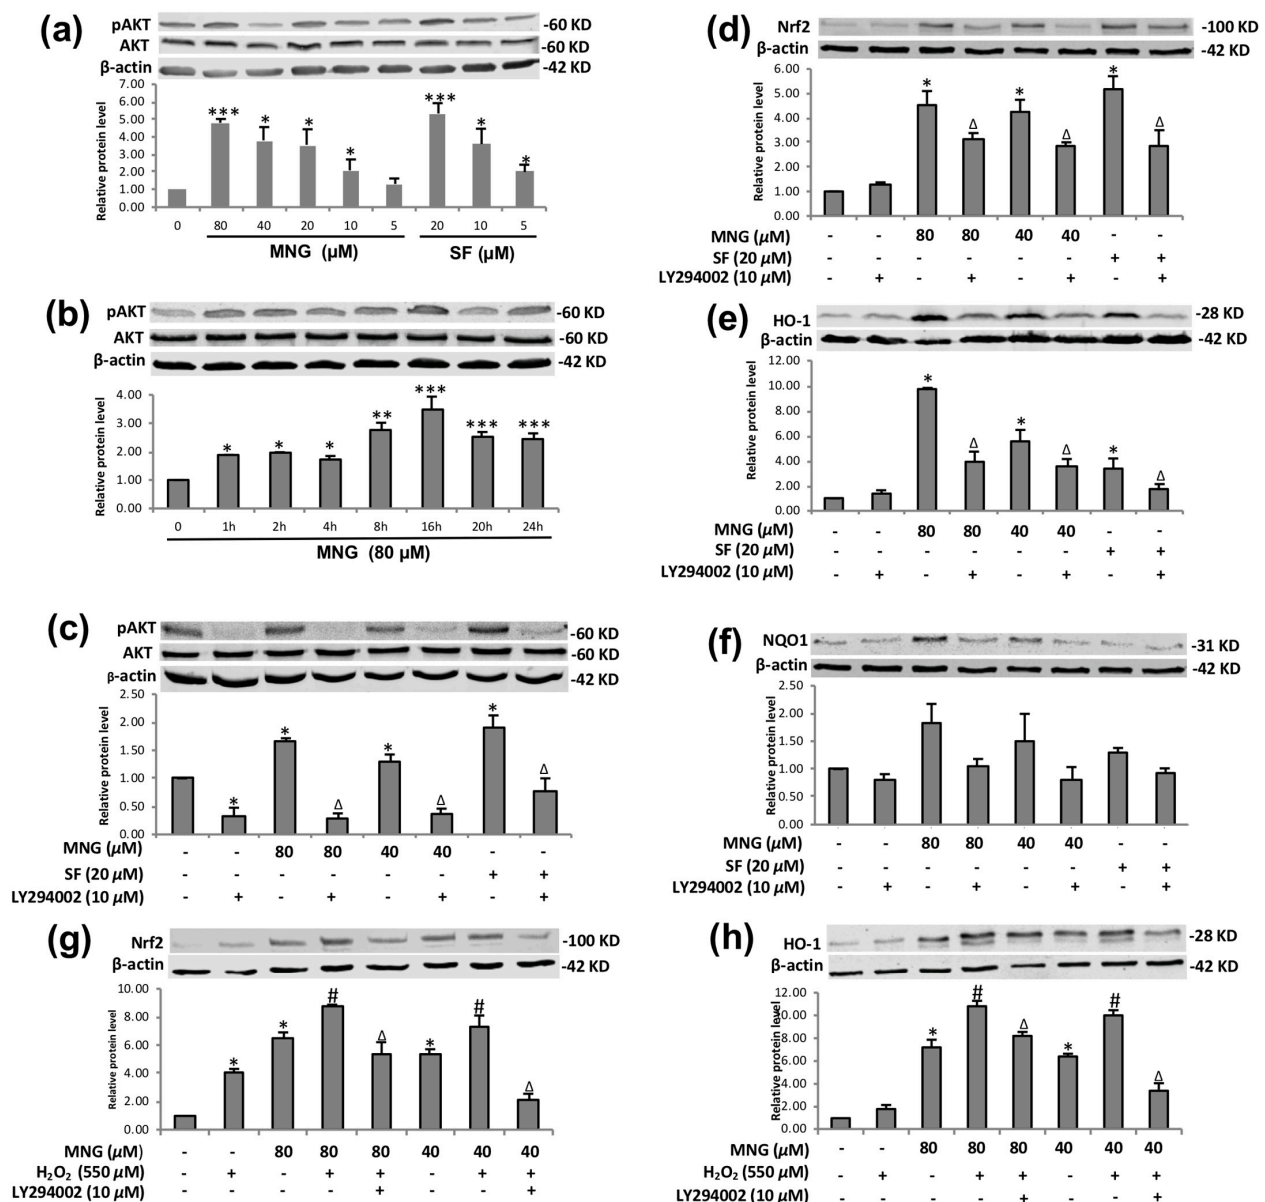 (a)
pAKT -60 KD
AKT -60 KD
β-actin -42 KD
Relative protein level
7.00
6.00
5.00
4.00
3.00
2.00
1.00
0.00
*** * * * *** * *
0 80 40 20 10 5 20 10 5
MNG (μM) SF (μM)
(b)
pAKT -60 KD
AKT -60 KD
β-actin -42 KD
Relative protein level
4.00
3.00
2.00
1.00
0.00
* * * ** *** *** ***
0 1h 2h 4h 8h 16h 20h 24h
MNG (80 μM)
(c)
pAKT -60 KD
AKT -60 KD
β-actin -42 KD
Relative protein level
2.50
2.00
1.50
1.00
0.50
0.00
* * Δ * Δ * Δ
MNG (μM) - - 80 80 40 40 - -
SF (20 μM) - - - - - - + +
LY294002 (10 μM) - + - + - + - +
(d)
Nrf2 -100 KD
β-actin -42 KD
Relative protein level
6.00
5.00
4.00
3.00
2.00
1.00
0.00
* Δ * Δ * Δ
MNG (μM) - - 80 80 40 40 - -
SF (20 μM) - - - - - - + +
LY294002 (10 μM) - + - + - + - +
(e)
HO-1 -28 KD
β-actin -42 KD
Relative protein level
12.00
10.00
8.00
6.00
4.00
2.00
0.00
* Δ * Δ * Δ
MNG (μM) - - 80 80 40 40 - -
SF (20 μM) - - - - - - + +
LY294002 (10 μM) - + - + - + - +
(f)
NQO1 -31 KD
β-actin -42 KD
Relative protein level
2.50
2.00
1.50
1.00
0.50
0.00
MNG (μM) - - 80 80 40 40 - -
SF (20 μM) - - - - - - + +
LY294002 (10 μM) - + - + - + - +
(g)
Nrf2 -100 KD
β-actin -42 KD
Relative protein level
10.00
8.00
6.00
4.00
2.00
0.00
* * # Δ * # Δ
MNG (μM) - - 80 80 80 40 40 40
H₂O₂ (550 μM) - + - + + - + +
LY294002 (10 μM) - - - - + - - +
(h)
HO-1 -28 KD
β-actin -42 KD
Relative protein level
12.00
10.00
8.00
6.00
4.00
2.00
0.00
* # Δ * # Δ
MNG (μM) - - 80 80 80 40 40 40
H₂O₂ (550 μM) - + - + + - + +
LY294002 (10 μM) - - - - + - - +